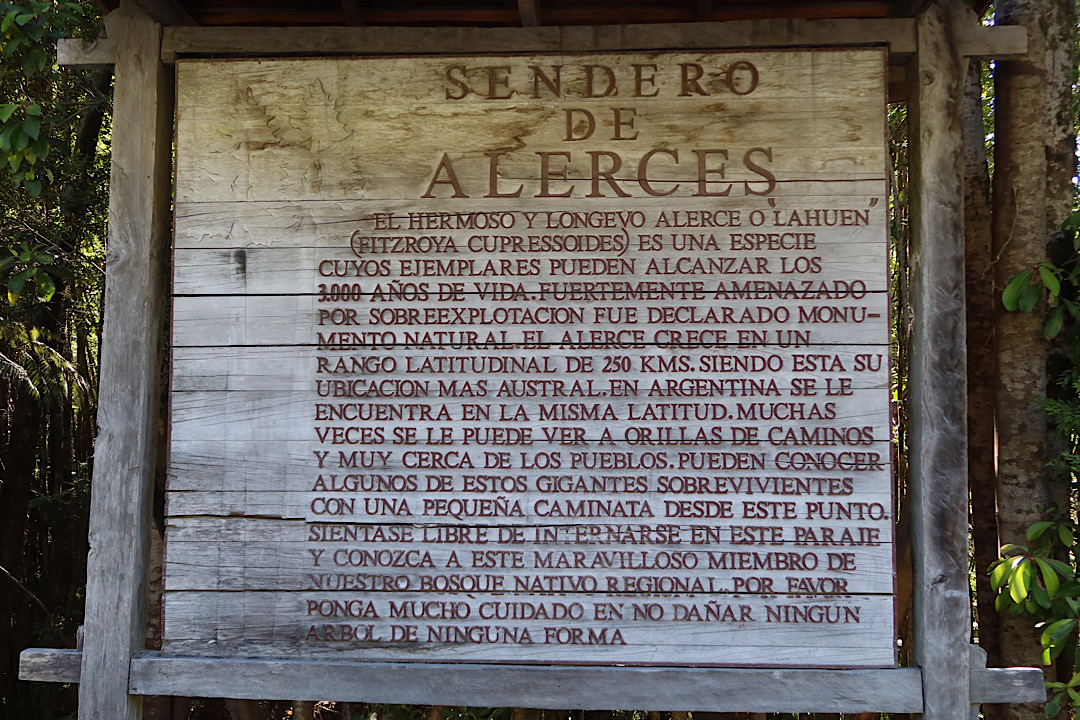 SENDERO
DE
ALERCES
EL HERMOSO Y LONGEVO ALERCE O "LAHUEN"
(FITZROYA CUPRESSOIDES) ES UNA ESPECIE
CUYOS EJEMPLARES PUEDEN ALCANZAR LOS
3.000 AÑOS DE VIDA. FUERTEMENTE AMENAZADO
POR SOBREEXPLOTACION FUE DECLARADO MONU-
MENTO NATURAL. EL ALERCE CRECE EN UN
RANGO LATITUDINAL DE 250 KMS. SIENDO ESTA SU
UBICACION MAS AUSTRAL. EN ARGENTINA SE LE
ENCUENTRA EN LA MISMA LATITUD. MUCHAS
VECES SE LE PUEDE VER A ORILLAS DE CAMINOS
Y MUY CERCA DE LOS PUEBLOS. PUEDEN CONOCER
ALGUNOS DE ESTOS GIGANTES SOBREVIVIENTES
CON UNA PEQUEÑA CAMINATA DESDE ESTE PUNTO.
SIENTASE LIBRE DE INTERNARSE EN ESTE PARAJE
Y CONOZCA A ESTE MARAVILLOSO MIEMBRO DE
NUESTRO BOSQUE NATIVO REGIONAL. POR FAVOR
PONGA MUCHO CUIDADO EN NO DAÑAR NINGUN
ARBOL DE NINGUNA FORMA